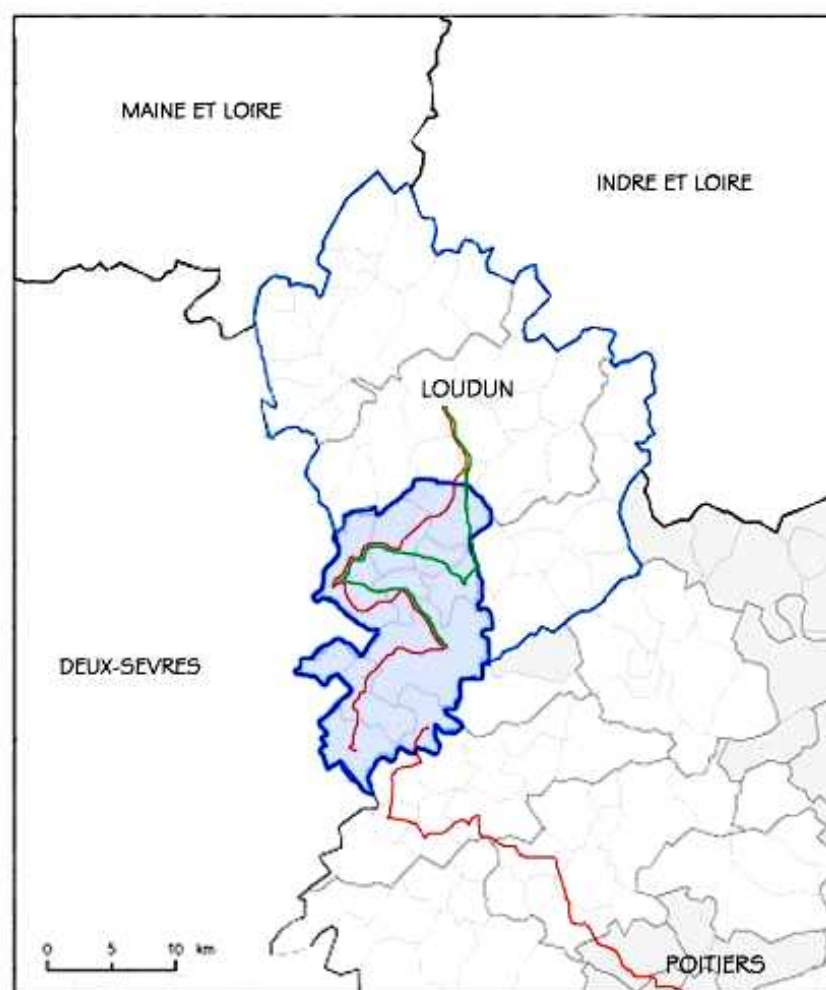 MAINE ET LOIRE
INDRE ET LOIRE
LOUDUN
DEUX-SEVRES
0 5 10 km
POITIERS